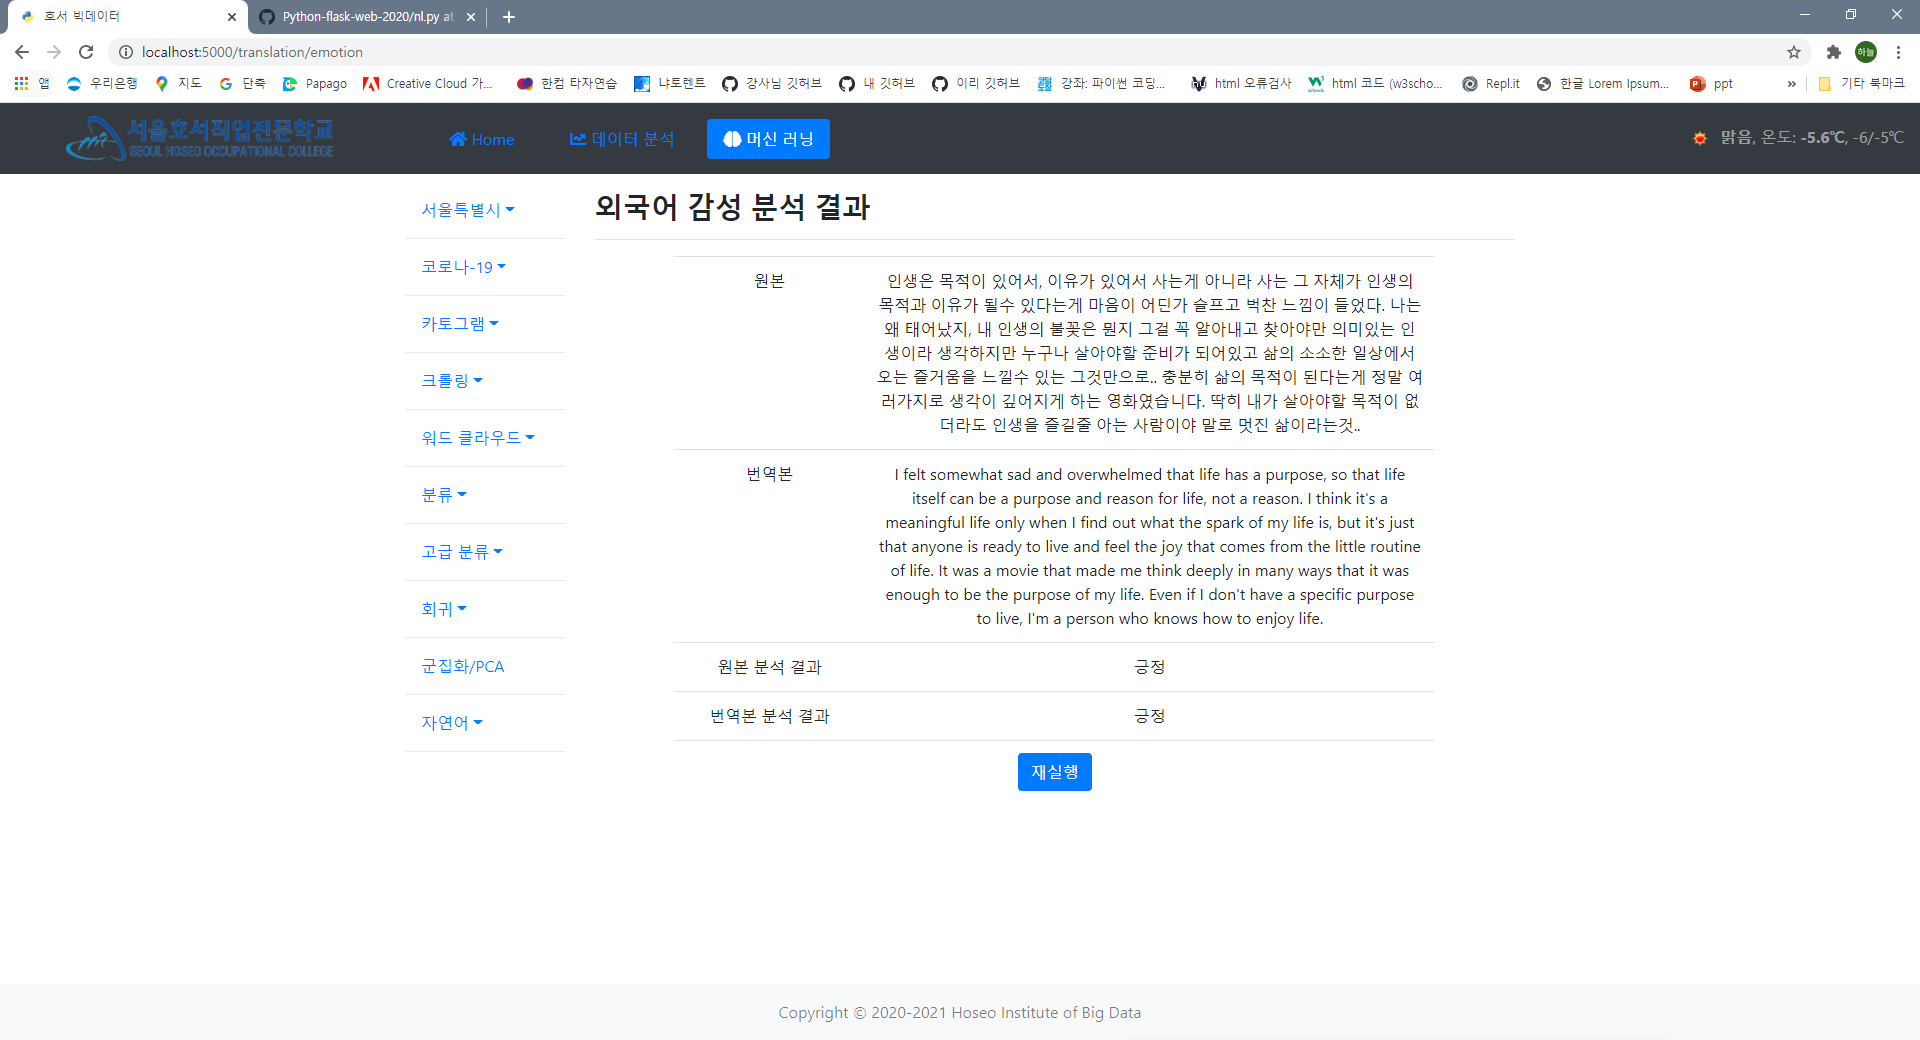 호서 빅데이터
Python-flask-web-2020/nl.py at
localhost:5000/translation/emotion
하늘
앱
우리은행
지도
단축
Papago
Creative Cloud 가...
한컴 타자연습
냐토렌트
강사님 깃허브
내 깃허브
이리 깃허브
강좌: 파이썬 코딩...
html 오류검사
html 코드 (w3scho...
Repl.it
한글 Lorem Ipsum...
ppt
»
기타 북마크
서울호서직업전문학교
SEOUL HOSEO OCCUPATIONAL COLLEGE
Home
데이터 분석
머신 러닝
맑음, 온도: -5.6℃, -6/-5℃
서울특별시
코로나-19
카토그램
크롤링
워드 클라우드
분류
고급 분류
회귀
군집화/PCA
자연어
외국어 감성 분석 결과
원본
인생은 목적이 있어서, 이유가 있어서 사는게 아니라 사는 그 자체가 인생의
목적과 이유가 될수 있다는게 마음이 어딘가 슬프고 벅찬 느낌이 들었다. 나는
왜 태어났지, 내 인생의 불꽃은 뭔지 그걸 꼭 알아내고 찾아야만 의미있는 인
생이라 생각하지만 누구나 살아야할 준비가 되어있고 삶의 소소한 일상에서
오는 즐거움을 느낄수 있는 그것만으로.. 충분히 삶의 목적이 된다는게 정말 여
러가지로 생각이 깊어지게 하는 영화였습니다. 딱히 내가 살아야할 목적이 없
더라도 인생을 즐길줄 아는 사람이야 말로 멋진 삶이라는것..
번역본
I felt somewhat sad and overwhelmed that life has a purpose, so that life
itself can be a purpose and reason for life, not a reason. I think it's a
meaningful life only when I find out what the spark of my life is, but it's just
that anyone is ready to live and feel the joy that comes from the little routine
of life. It was a movie that made me think deeply in many ways that it was
enough to be the purpose of my life. Even if I don't have a specific purpose
to live, I'm a person who knows how to enjoy life.
원본 분석 결과
긍정
번역본 분석 결과
긍정
재실행
Copyright © 2020-2021 Hoseo Institute of Big Data